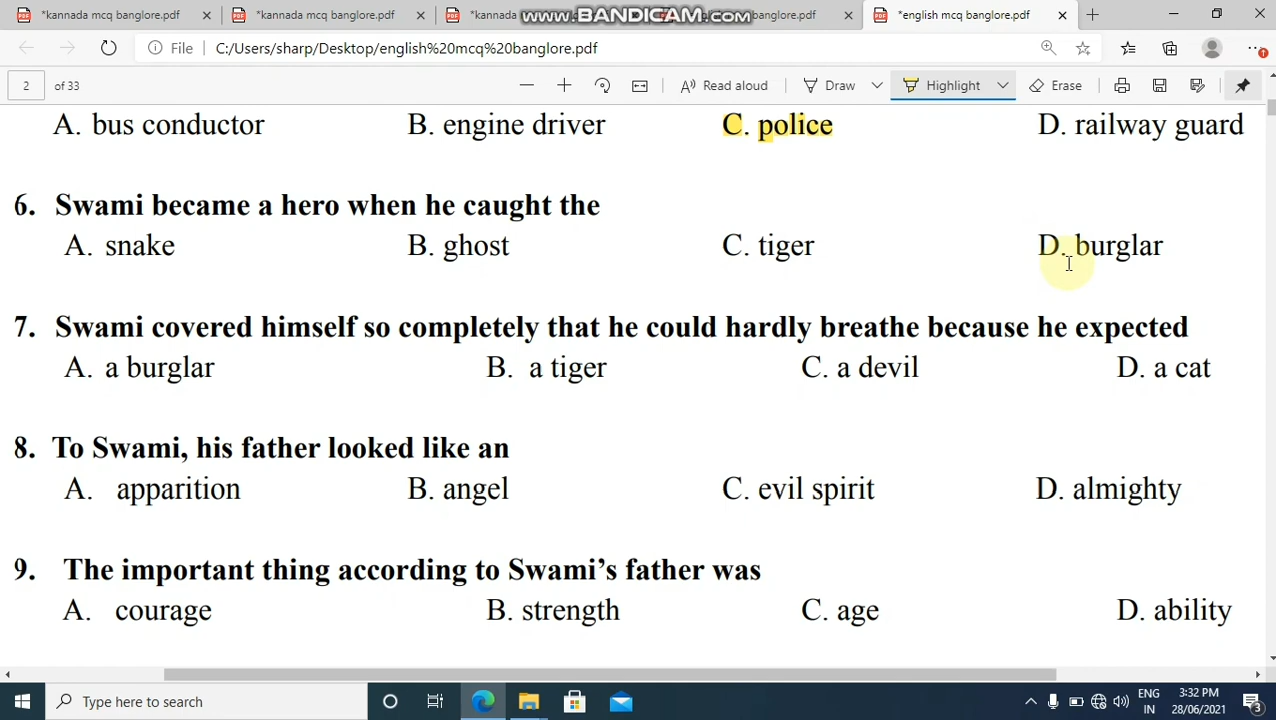 *kannada mcq banglore.pdf *kannada mcq banglore.pdf *kannada banglore.pdf *english mcq banglore.pdf
www.BANDICAM.com
File C:/Users/sharp/Desktop/english%20mcq%20banglore.pdf
2 of 33 Read aloud Draw Highlight Erase
A. bus conductor B. engine driver C. police D. railway guard
6. Swami became a hero when he caught the
A. snake B. ghost C. tiger D. burglar
7. Swami covered himself so completely that he could hardly breathe because he expected
A. a burglar B. a tiger C. a devil D. a cat
8. To Swami, his father looked like an
A. apparition B. angel C. evil spirit D. almighty
9. The important thing according to Swami's father was
A. courage B. strength C. age D. ability
Type here to search
ENG 3:32 PM
IN 28/06/2021 3